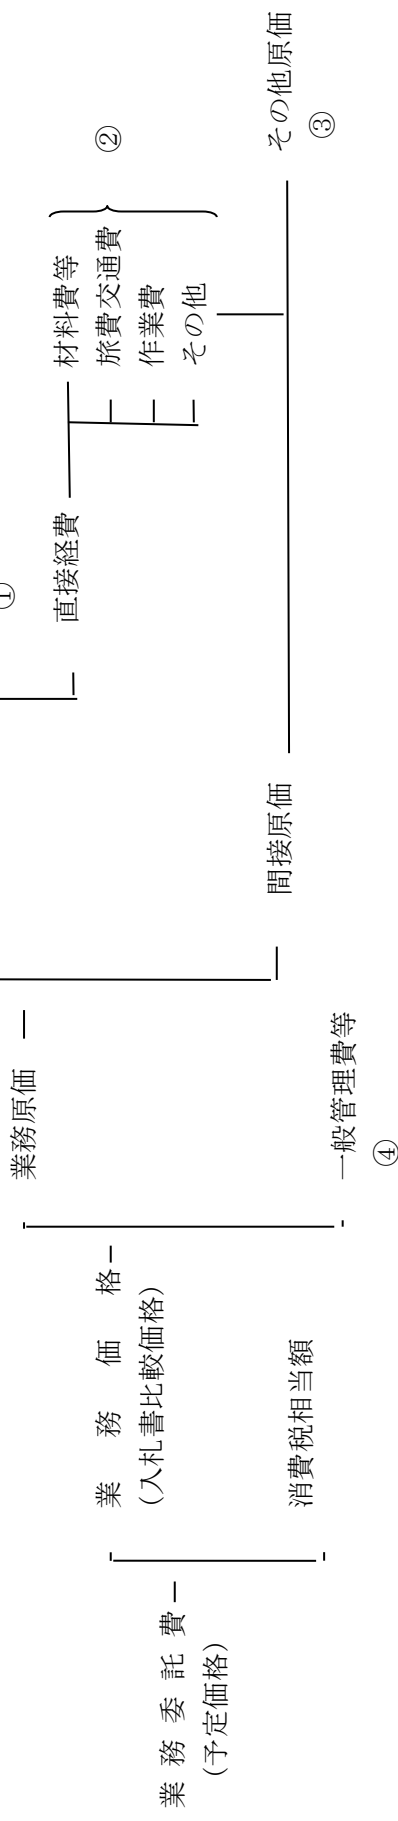 業務委託費
(予定価格)
業務価格
(入札書比較価格)
消費税相当額
業務原価
一般管理費等
④
間接原価
①
直接経費
材料費等
旅費交通費
作業費
その他
②
その他原価
③